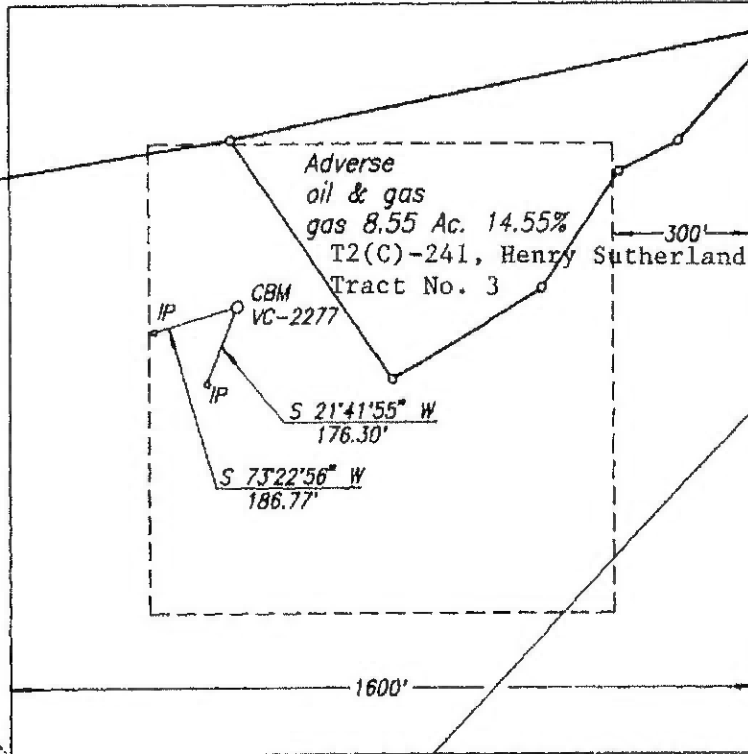 Adverse
oil & gas
gas 8.55 Ac. 14.55%
T2(C)-241, Henry Sutherland
Tract No. 3
300'
IP
CBM
VC-2277
IP
S 21°41'55" W
176.30'
S 73°22'56" W
186.77'
1600'